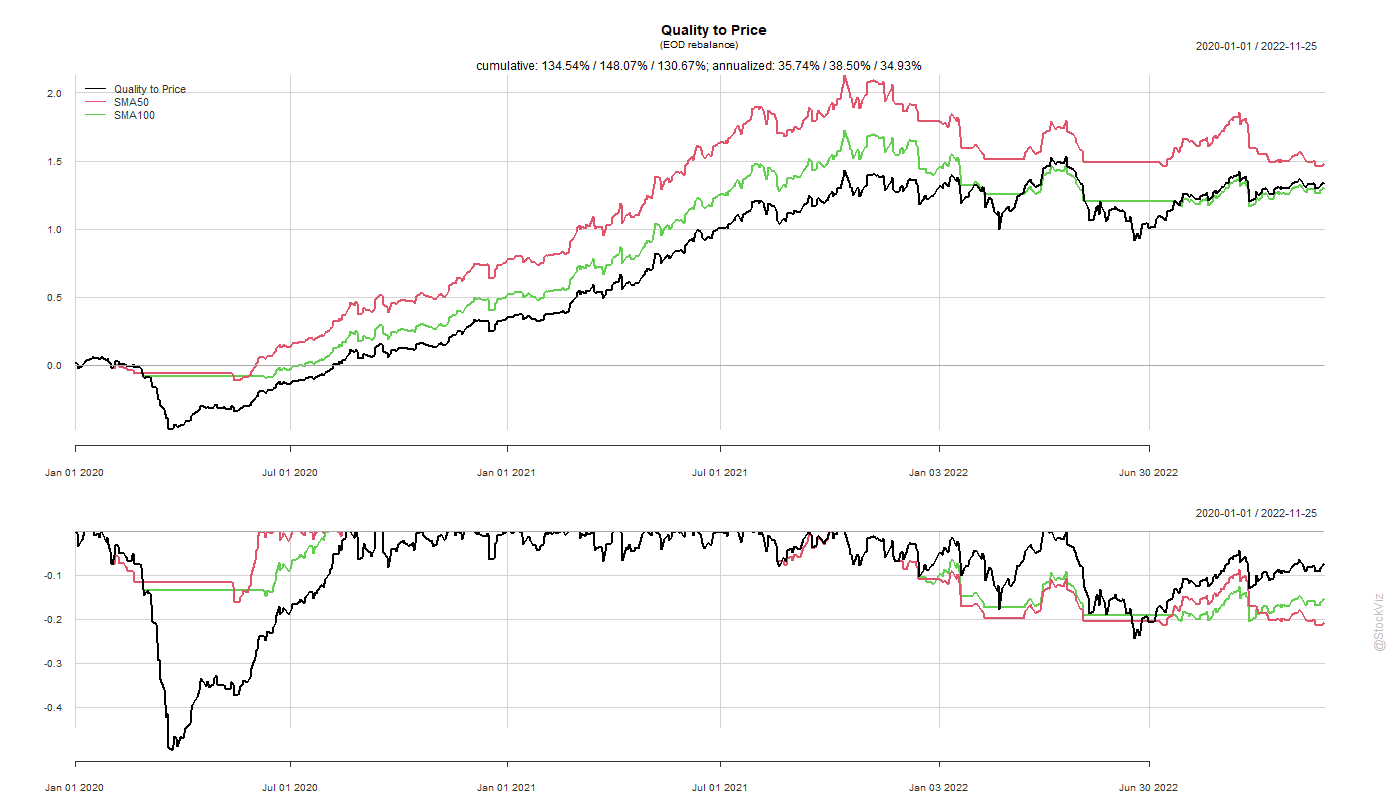 Quality to Price
(EOD rebalance)
2020-01-01 / 2022-11-25
cumulative: 134.54% / 148.07% / 130.67%; annualized: 35.74% / 38.50% / 34.93%
Quality to Price
SMA50
SMA100
2.0
1.5
1.0
0.5
0.0
Jan 01 2020 Jul 01 2020 Jan 01 2021 Jul 01 2021 Jan 03 2022 Jun 30 2022
2020-01-01 / 2022-11-25
-0.1
-0.2
-0.3
-0.4
Jan 01 2020 Jul 01 2020 Jan 01 2021 Jul 01 2021 Jan 03 2022 Jun 30 2022
@StockViz